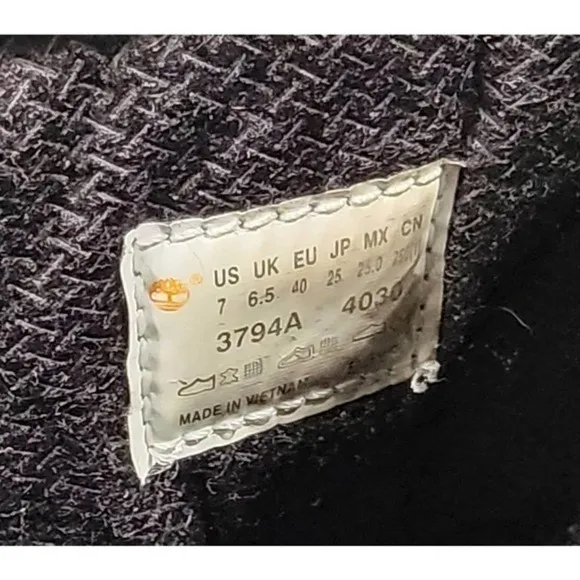 ® US UK EU JP MX CN
7 6.5 40 25 25.0
3794A 4030
MADE IN VIETNAM